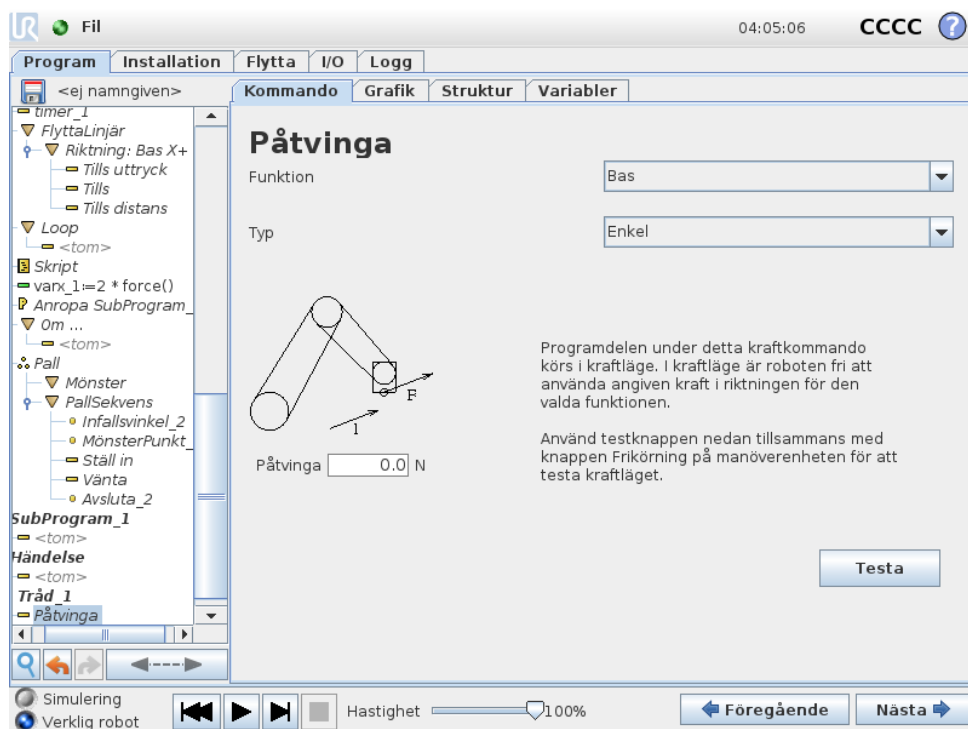 UR Fil 04:05:06 CCCC ?
Program Installation Flytta I/O Logg
<ej namngiven>
Kommando Grafik Struktur Variabler
timer_1
FlyttaLinjär
Riktning: Bas X+
Tills uttryck
Tills
Tills distans
Loop
<tom>
Skript
varx_1:=2 * force()
P Anropa SubProgram_
Om ...
<tom>
Pall
Mönster
PallSekvens
Infallsvinkel_2
MönsterPunkt_
Ställ in
Vänta
Avsluta_2
SubProgram_1
<tom>
Händelse
<tom>
Tråd_1
Påtvinga
Påtvinga
Funktion
Bas
Typ
Enkel
F
1
Påtvinga 0.0 N
Programdelen under detta kraftkommando
körs i kraftläge. I kraftläge är roboten fri att
använda angiven kraft i riktningen för den
valda funktionen.
Använd testknappen nedan tillsammans med
knappen Frikörning på manöverenheten för att
testa kraftläget.
Testa
Simulering
Verklig robot
Hastighet 100%
Föregående
Nästa